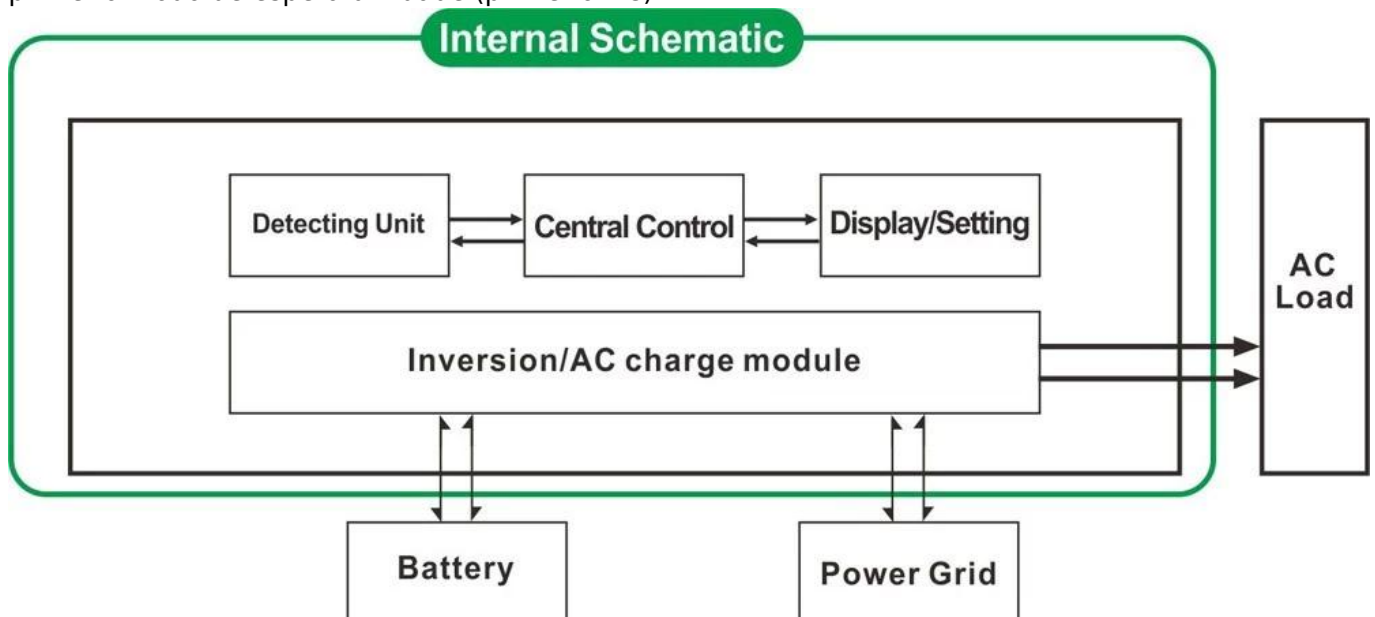 Internal Schematic
Detecting Unit
Central Control
Display/Setting
AC
Load
Inversion/AC charge module
Battery
Power Grid